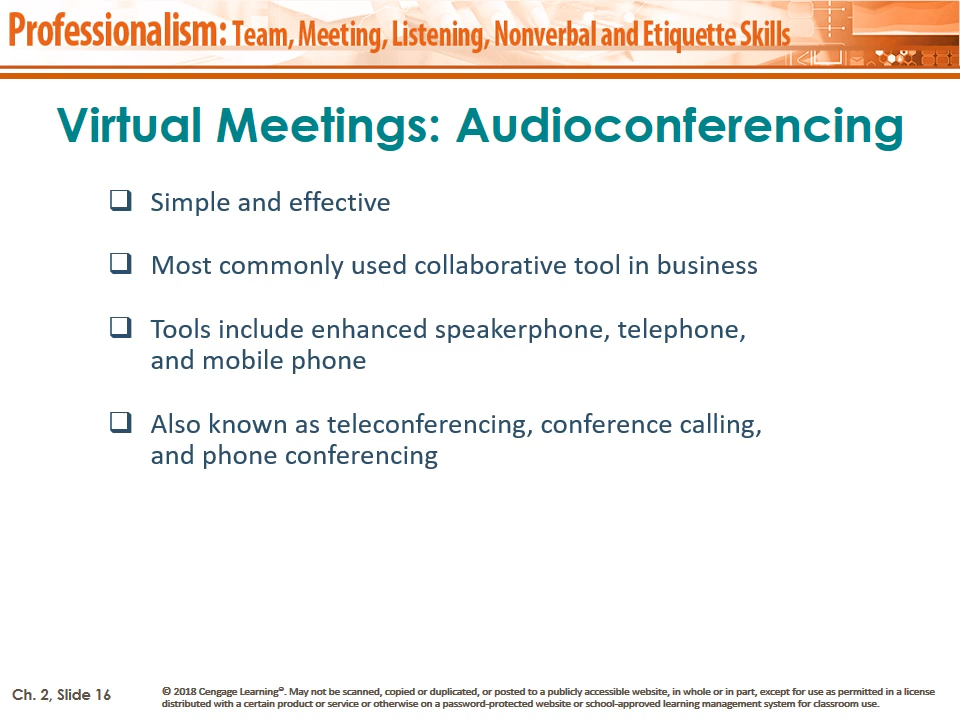 Professionalism: Team, Meeting, Listening, Nonverbal and Etiquette Skills
Virtual Meetings: Audioconferencing
❑ Simple and effective
❑ Most commonly used collaborative tool in business
❑ Tools include enhanced speakerphone, telephone,
and mobile phone
❑ Also known as teleconferencing, conference calling,
and phone conferencing
Ch. 2, Slide 16
© 2018 Cengage Learning®. May not be scanned, copied or duplicated, or posted to a publicly accessible website, in whole or in part, except for use as permitted in a license
distributed with a certain product or service or otherwise on a password-protected website or school-approved learning management system for classroom use.